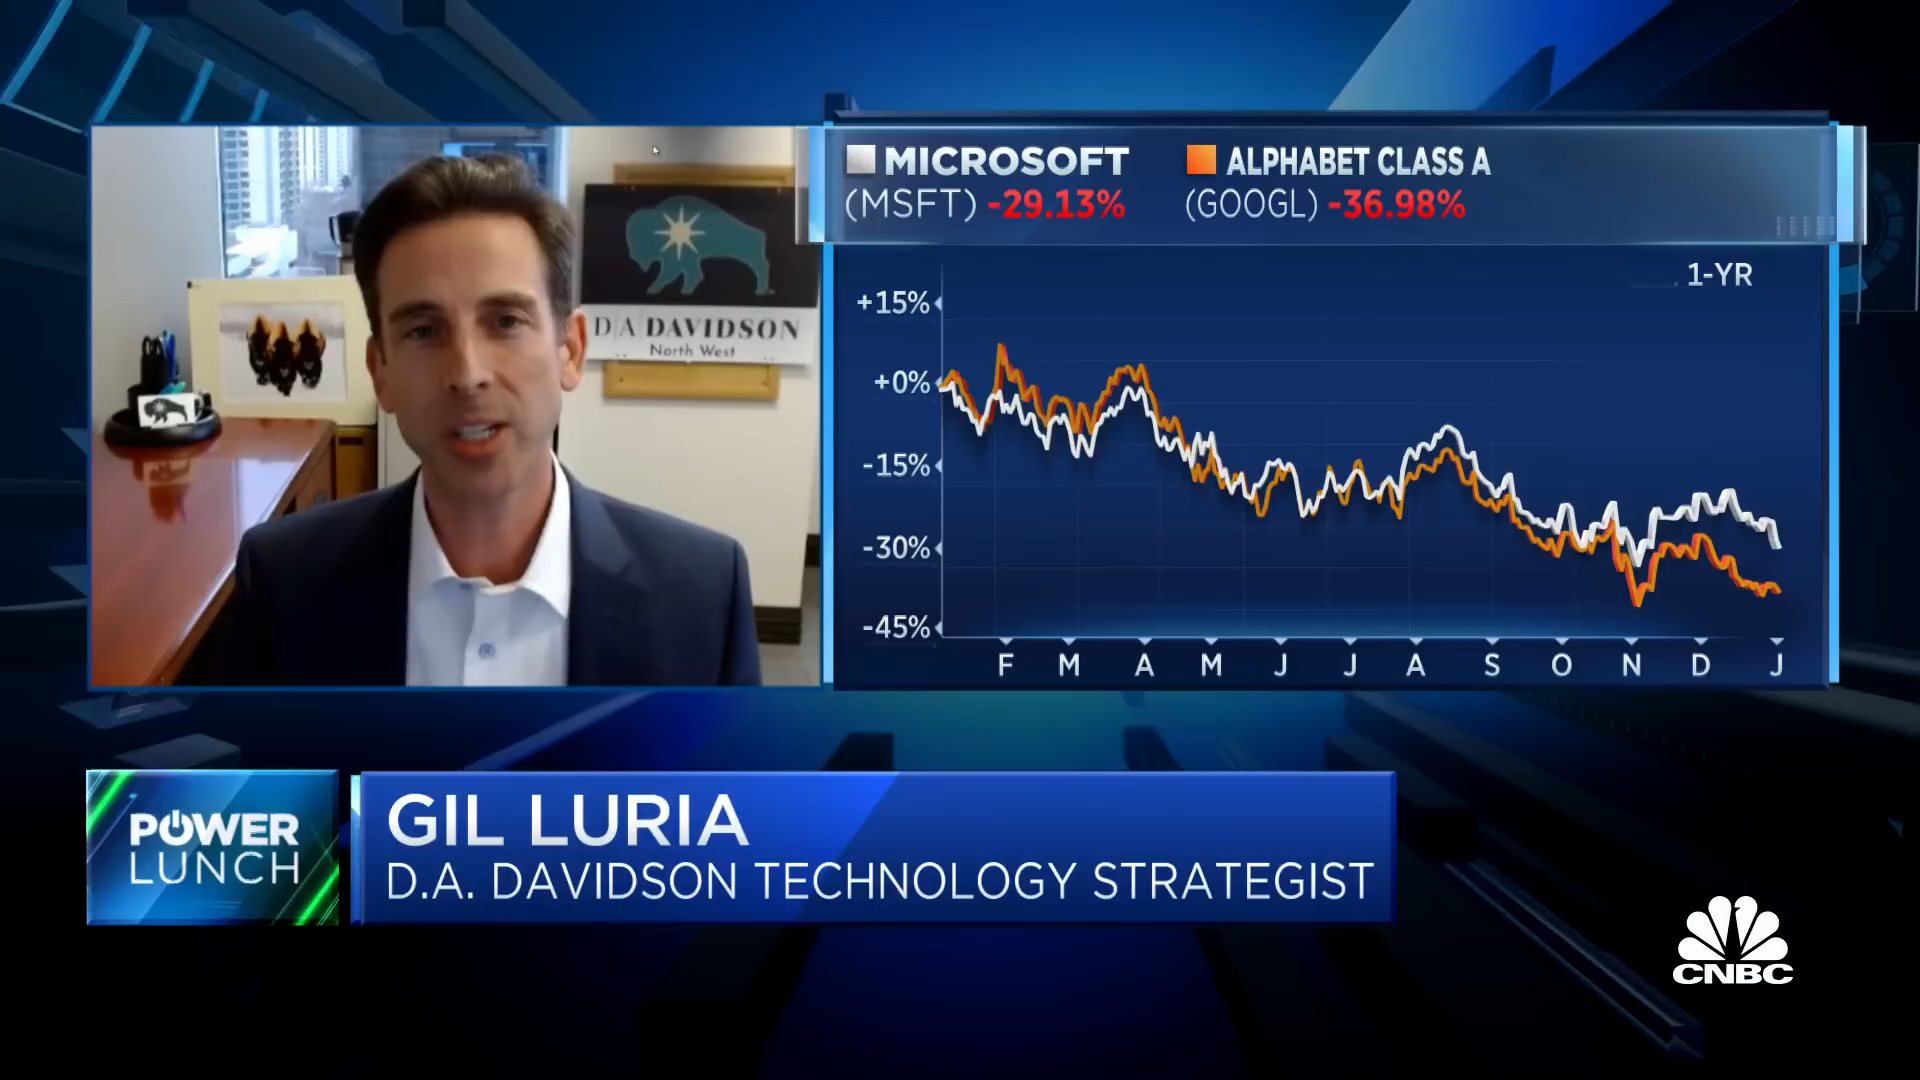 D|A DAVIDSON
North West
MICROSOFT
(MSFT) -29.13%
ALPHABET CLASS A
(GOOGL) -36.98%
1-YR
+15%
+0%
-15%
-30%
-45%
F M A M J J A S O N D J
POWER
LUNCH
GIL LURIA
D.A. DAVIDSON TECHNOLOGY STRATEGIST
CNBC